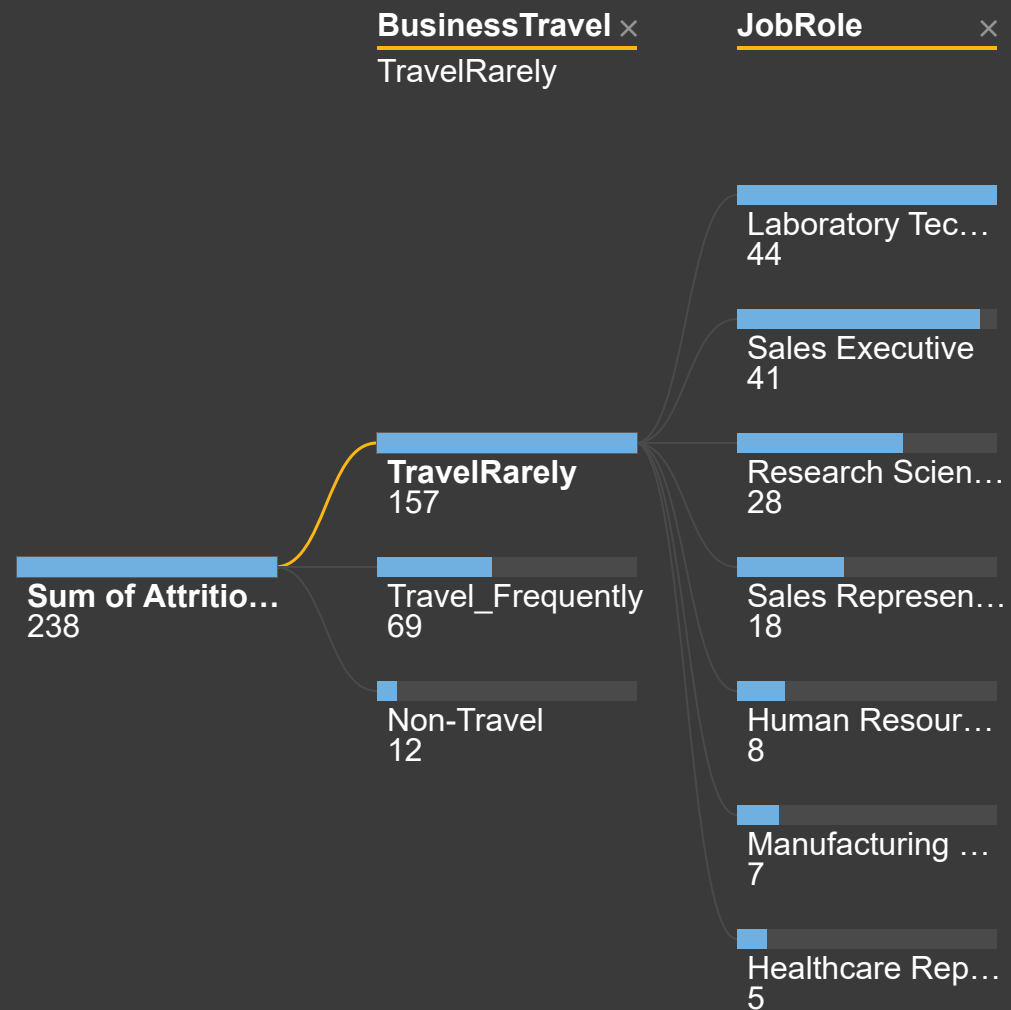 BusinessTravel ×
TravelRarely
JobRole ×
Sum of Attritio…
238
TravelRarely
157
Travel_Frequently
69
Non-Travel
12
Laboratory Tec…
44
Sales Executive
41
Research Scien…
28
Sales Represen…
18
Human Resour…
8
Manufacturing …
7
Healthcare Rep…
5